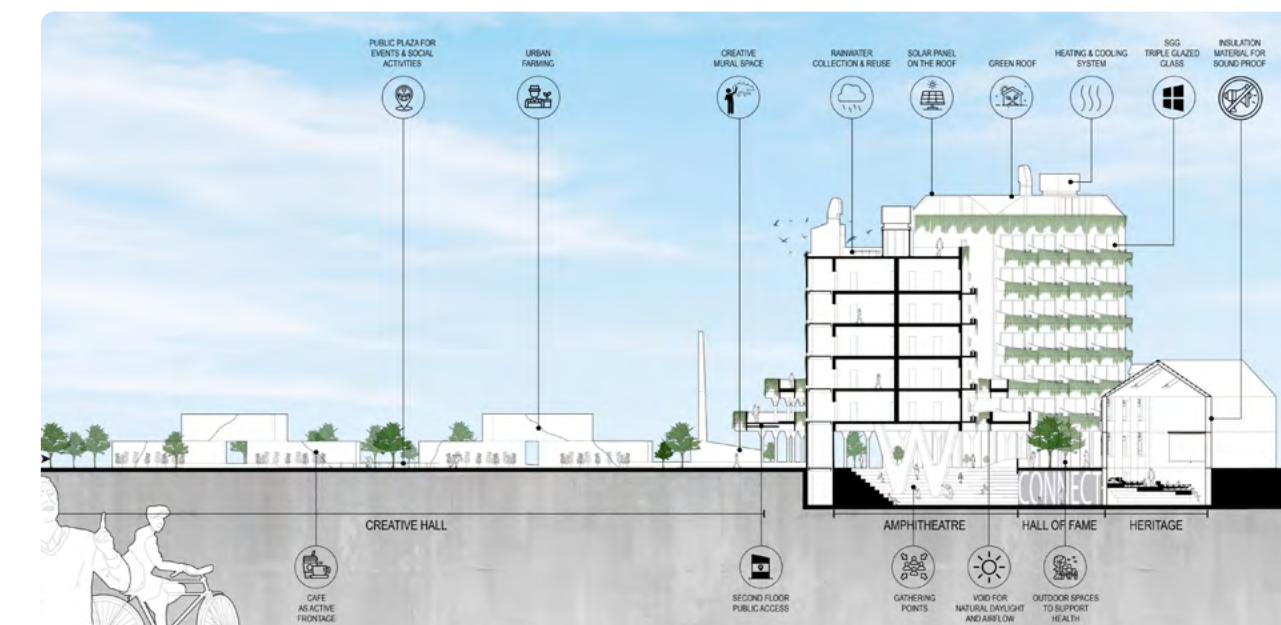 PUBLIC PLAZA FOR
EVENTS & SOCIAL
ACTIVITIES
URBAN
FARMING
CREATIVE
MURAL SPACE
RAINWATER
COLLECTION & REUSE
SOLAR PANEL
ON THE ROOF
GREEN ROOF
HEATING & COOLING
SYSTEM
SGG
TRIPLE GLAZED
GLASS
INSULATION
MATERIAL FOR
SOUND PROOF
CONNECT
CREATIVE HALL
AMPHITHEATRE
HALL OF FAME
HERITAGE
CAFE
AS ACTIVE
FRONTAGE
SECOND FLOOR
PUBLIC ACCESS
GATHERING
POINTS
VOID FOR
NATURAL DAYLIGHT
AND AIRFLOW
OUTDOOR SPACES
TO SUPPORT
HEALTH